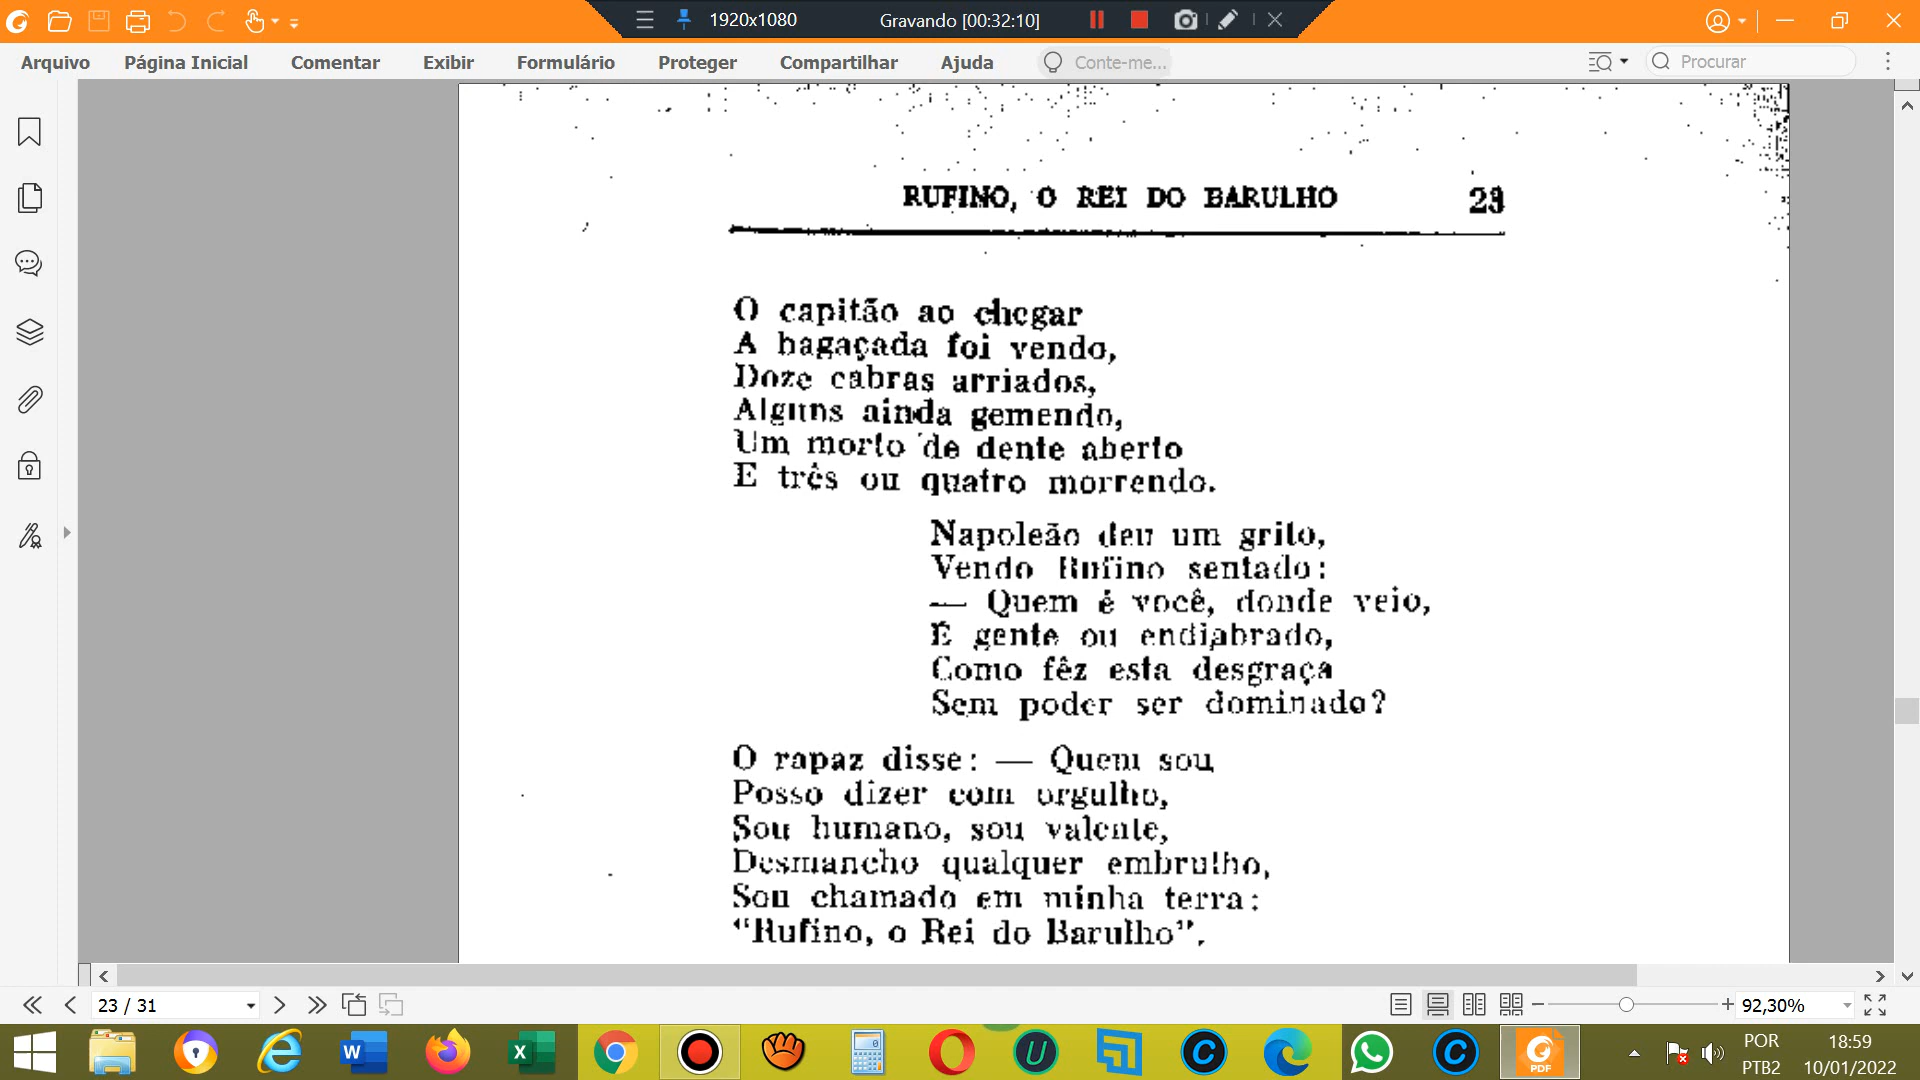 1920x1080
Gravando [00:32:10]
Arquivo
Página Inicial
Comentar
Exibir
Formulário
Proteger
Compartilhar
Ajuda
Conte-me...
Procurar
RUFINO, O REI DO BARULHO 23
O capitão ao chegar
A bagaçada foi vendo,
Doze cabras arriados,
Alguns ainda gemendo,
Um morto de dente aberto
E três ou quatro morrendo.
Napoleão deu um grito,
Vendo Rufino sentado:
— Quem é você, donde veio,
É gente ou endiabrado,
Como fêz esta desgraça
Sem poder ser dominado?
O rapaz disse: — Quem sou
Posso dizer com orgulho,
Sou humano, sou valente,
Desmancho qualquer embrulho,
Sou chamado em minha terra:
“Rufino, o Rei do Barulho”.
23 / 31
92,30%
POR
PTB2
18:59
10/01/2022
PDF